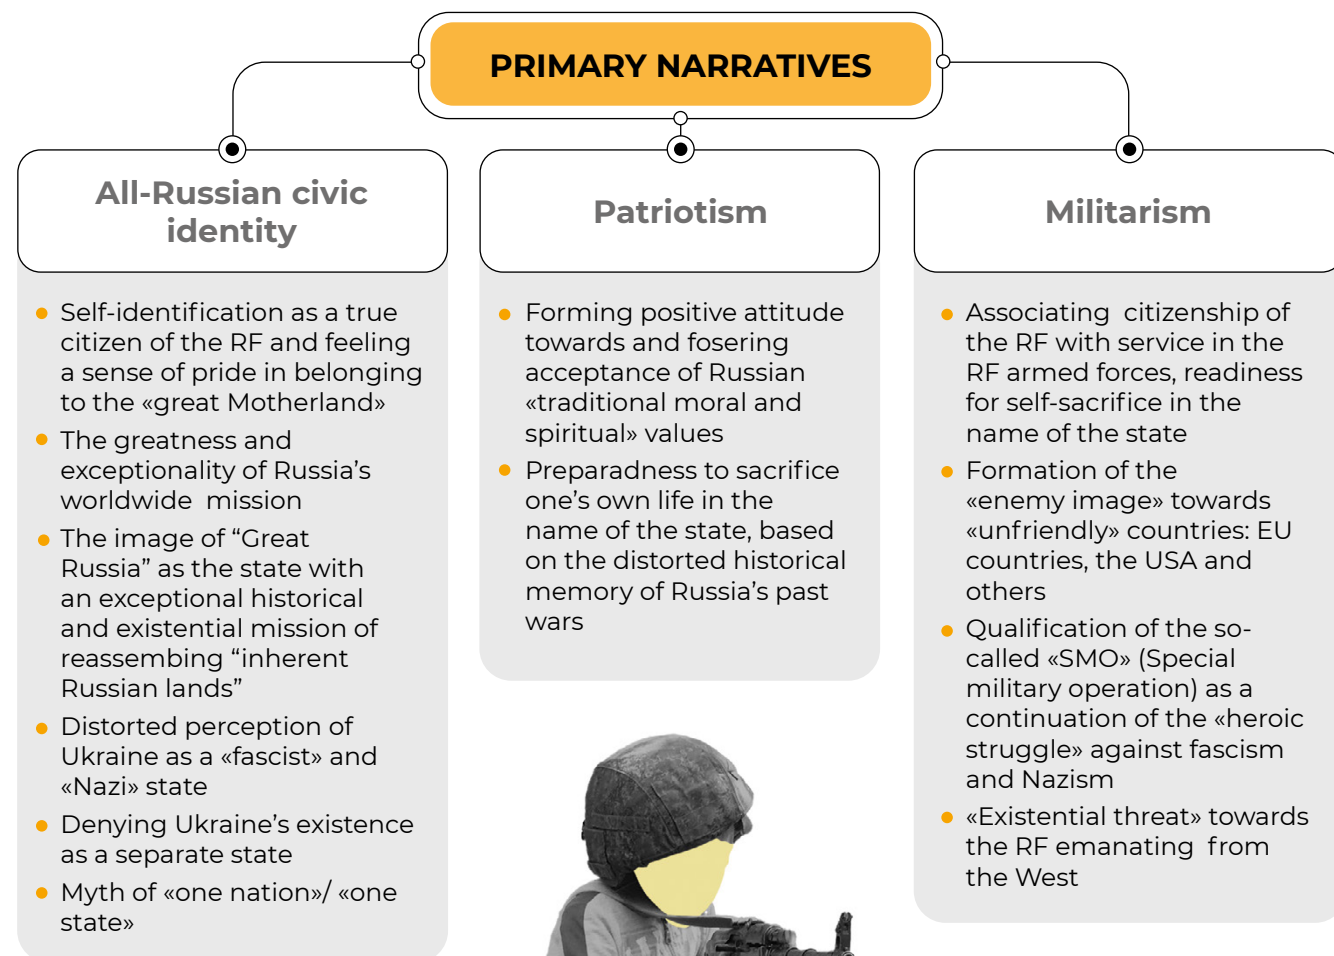 PRIMARY NARRATIVES
All-Russian civic
identity
Self-identification as a true
citizen of the RF and feeling
a sense of pride in belonging
to the «great Motherland»
The greatness and
exceptionality of Russia’s
worldwide mission
The image of “Great
Russia” as the state with
an exceptional historical
and existential mission of
reassembing “inherent
Russian lands”
Distorted perception of
Ukraine as a «fascist» and
«Nazi» state
Denying Ukraine’s existence
as a separate state
Myth of «one nation»/ «one
state»
Patriotism
Forming positive attitude
towards and fosering
acceptance of Russian
«traditional moral and
spiritual» values
Preparadness to sacrifice
one’s own life in the
name of the state, based
on the distorted historical
memory of Russia’s past
wars
Militarism
Associating citizenship of
the RF with service in the
RF armed forces, readiness
for self-sacrifice in the
name of the state
Formation of the
«enemy image» towards
«unfriendly» countries: EU
countries, the USA and
others
Qualification of the so-
called «SMO» (Special
military operation) as a
continuation of the «heroic
struggle» against fascism
and Nazism
«Existential threat» towards
the RF emanating from
the West